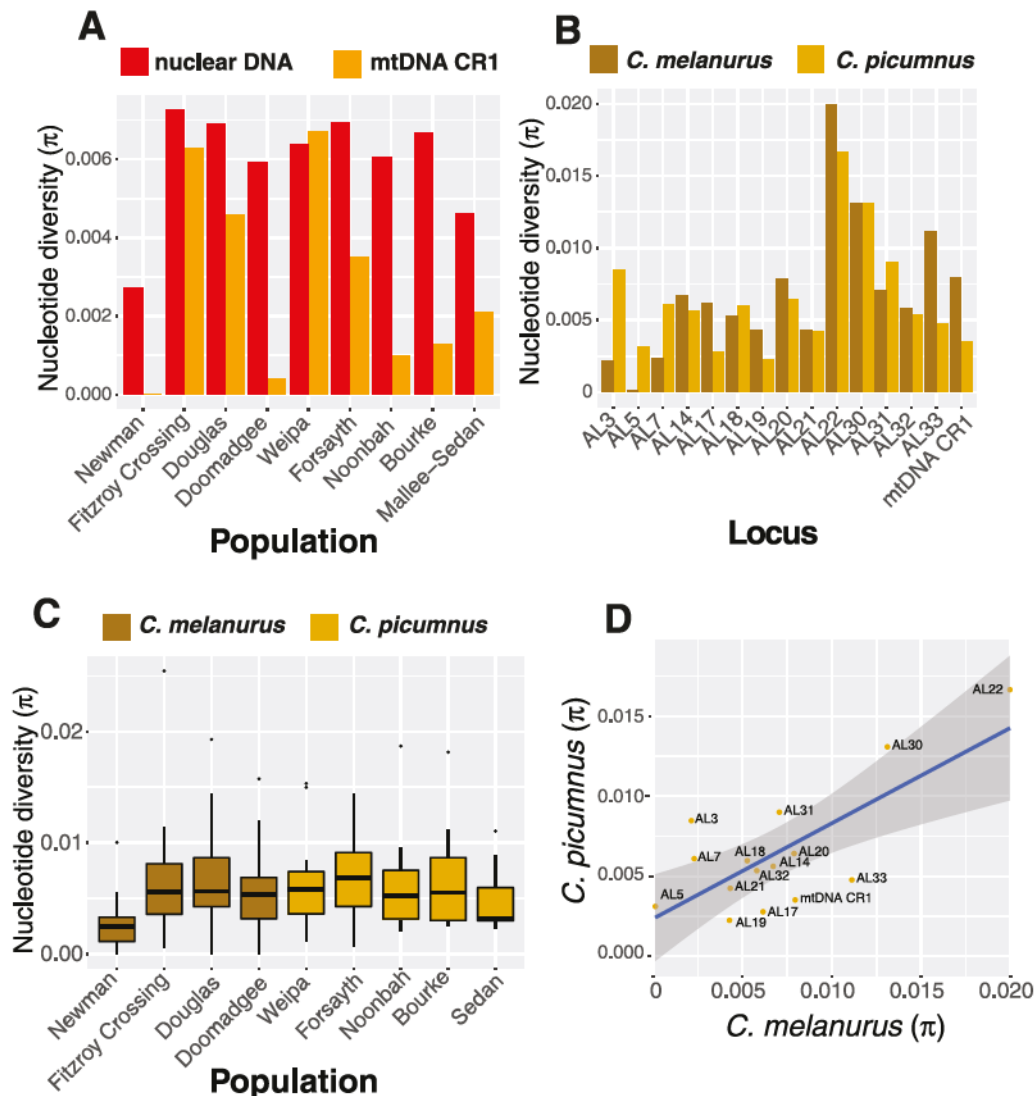 A
nuclear DNA
mtDNA CR1
Nucleotide diversity (π)
0.006
0.004
0.002
0.000
Newman
Fitzroy Crossing
Douglas
Doomadgee
Weipa
Forsayth
Noonbah
Bourke
Mallee-Sedan
Population
B
C. melanurus
C. picumnus
Nucleotide diversity (π)
0.020
0.015
0.010
0.005
0
AL3
AL5
AL7
AL14
AL17
AL18
AL19
AL20
AL21
AL22
AL30
AL31
AL32
AL33
mtDNA CR1
Locus
C
C. melanurus
C. picumnus
Nucleotide diversity (π)
0.02
0.01
0.00
Newman
Fitzroy Crossing
Douglas
Doomadgee
Weipa
Forsayth
Noonbah
Bourke
Sedan
Population
D
C. picumnus (π)
0.015
0.010
0.005
0.000
AL22
AL30
AL31
AL3
AL7
AL18
AL20
AL14
AL32
AL33
AL21
AL5
mtDNA CR1
AL17
AL19
0
0.005
0.010
0.015
0.020
C. melanurus (π)